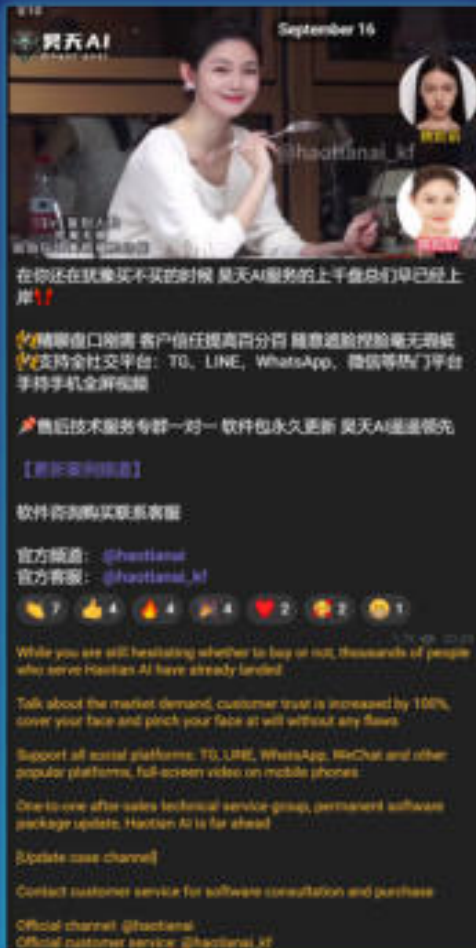 September 16
昊天AI
@haotianai_kf
在你还在犹豫买不买的时候 昊天AI服务的上千盘总们早已经上
岸
精聊盘口刚需 客户信任提高百分百 随意遮脸捏脸毫无瑕疵
支持全社交平台：TG、LINE、WhatsApp、微信等热门平台
手持手机全屏视频
售后技术服务专群一对一 软件包永久更新 昊天AI遥遥领先
【更新案例频道】
软件咨询购买联系客服
官方频道： @haotianai
官方客服： @haotianai_kf
7 4 4 4 2 2 1
While you are still hesitating whether to buy or not, thousands of people
who serve Haotian AI have already landed
Talk about the market demand, customer trust is increased by 100%,
cover your face and pinch your face at will without any flaws
Support all social platforms: TG, LINE, WhatsApp, WeChat and other
popular platforms, full-screen video on mobile phones
One-to-one after-sales technical service group, permanent software
package update, Haotian AI is far ahead
[Update case channel]
Contact customer service for software consultation and purchase
Official channel: @haotianai
Official customer service: @haotianai_kf